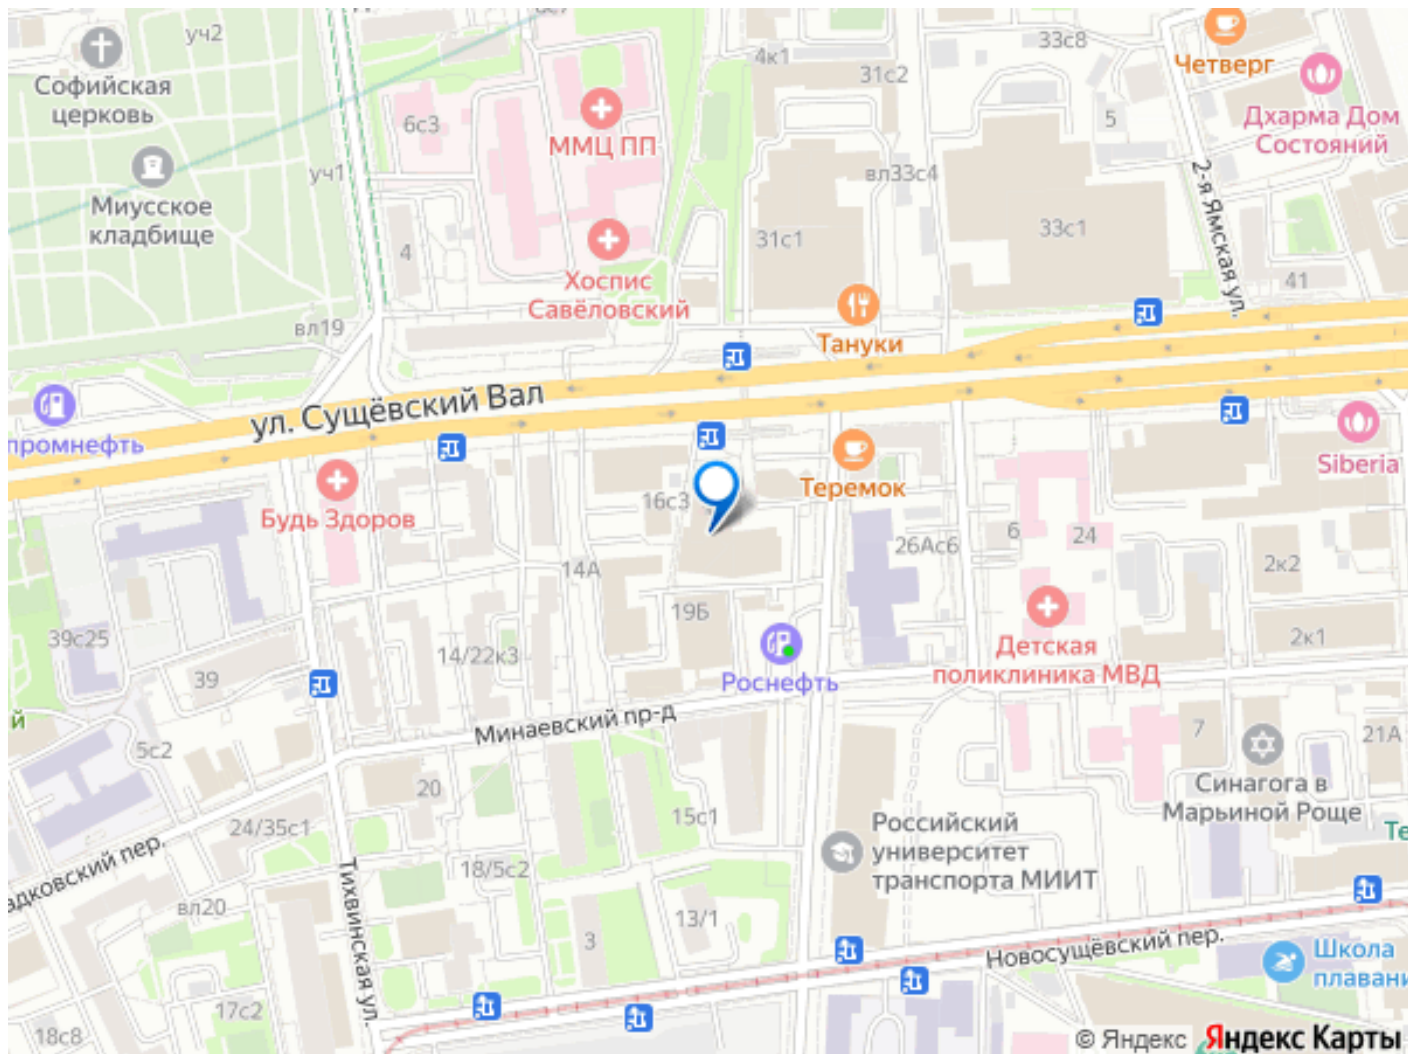 уч2
Софийская
церковь
Миусское
кладбище
уч1
6с3
ММЦ ПП
4к1
31с2
33с8
Четверг
5
Дхарма Дом
Состояний
вл33с4
2-я Ямская ул.
4
Хоспис
Савёловский
31с1
33с1
41
вл19
Тануки
ул. Сущёвский Вал
промнефть
Будь Здоров
16с3
Теремок
Siberia
14А
26Ас6
6
24
2к2
39с25
39
14/22к3
19Б
Роснефть
Детская
поликлиника МВД
2к1
й
5с2
Минаевский пр-д
7
21А
Синагога в
Марьиной Роще
20
24/35с1
15с1
Российский
университет
транспорта МИИТ
Те
адковский пер.
вл20
Тихвинская ул.
18/5с2
13/1
3
Новосущёвский пер.
Школа
плавани
17с2
18с8
© Яндекс Яндекс Карты